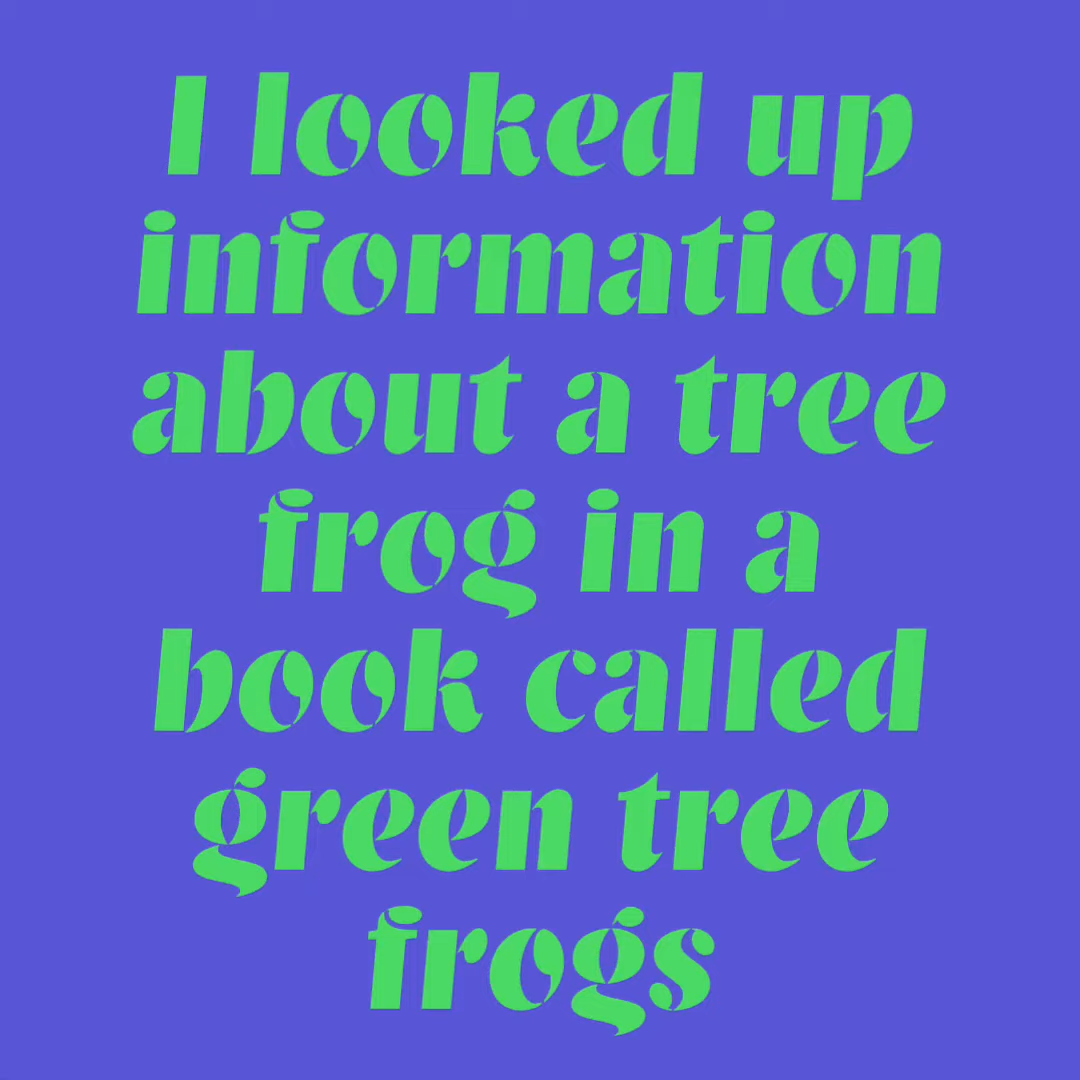 I looked up
information
about a tree
frog in a
book called
green tree
frogs